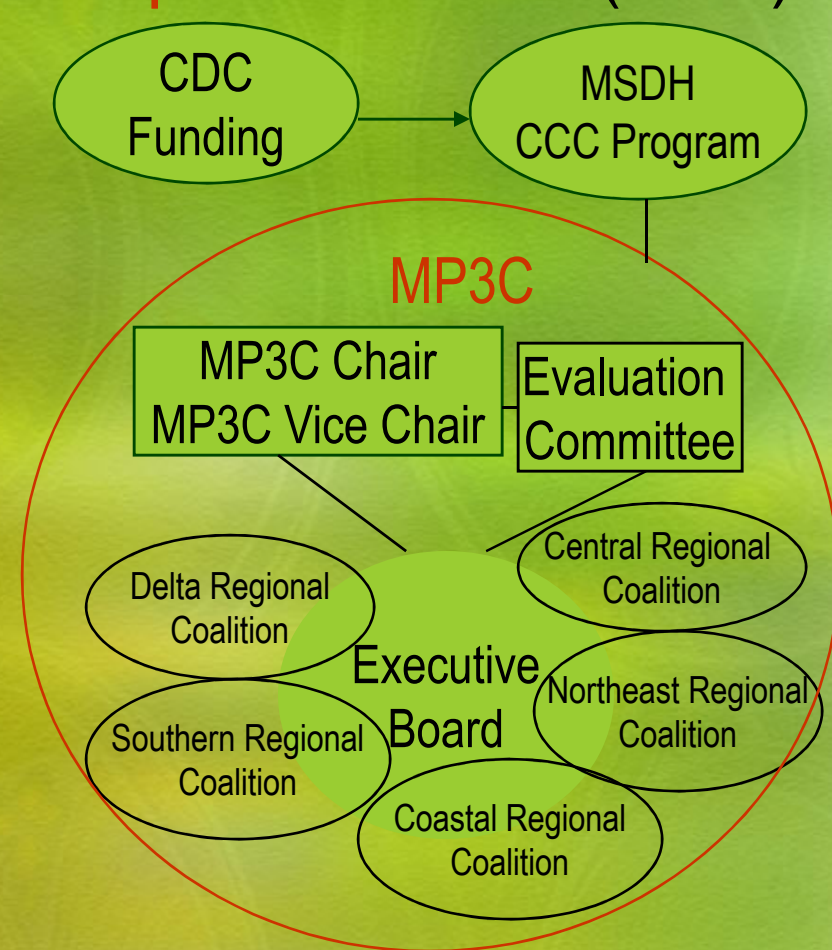 CDC
Funding
MSDH
CCC Program
MP3C
MP3C Chair
MP3C Vice Chair
Evaluation
Committee
Central Regional
Coalition
Delta Regional
Coalition
Executive
Board
Northeast Regional
Coalition
Southern Regional
Coalition
Coastal Regional
Coalition